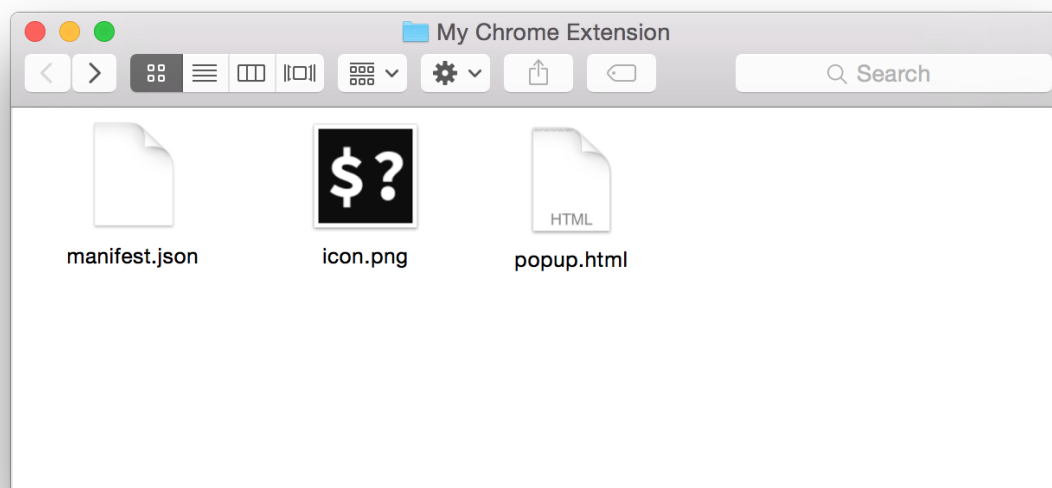 My Chrome Extension
Search
$?
HTML
manifest.json
icon.png
popup.html